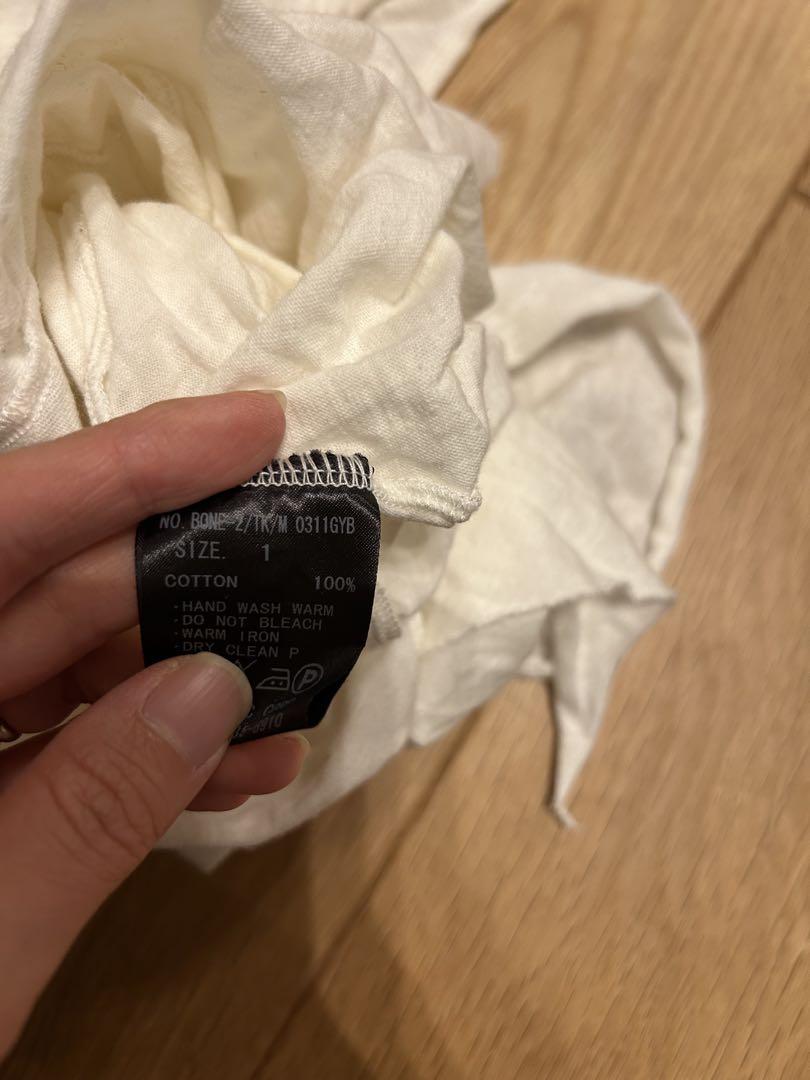 NO. BONE-2/TK/M 0311GYB
SIZE. 1
COTTON 100%
·HAND WASH WARM
·DO NOT BLEACH
·WARM IRON
·DRY CLEAN P
P